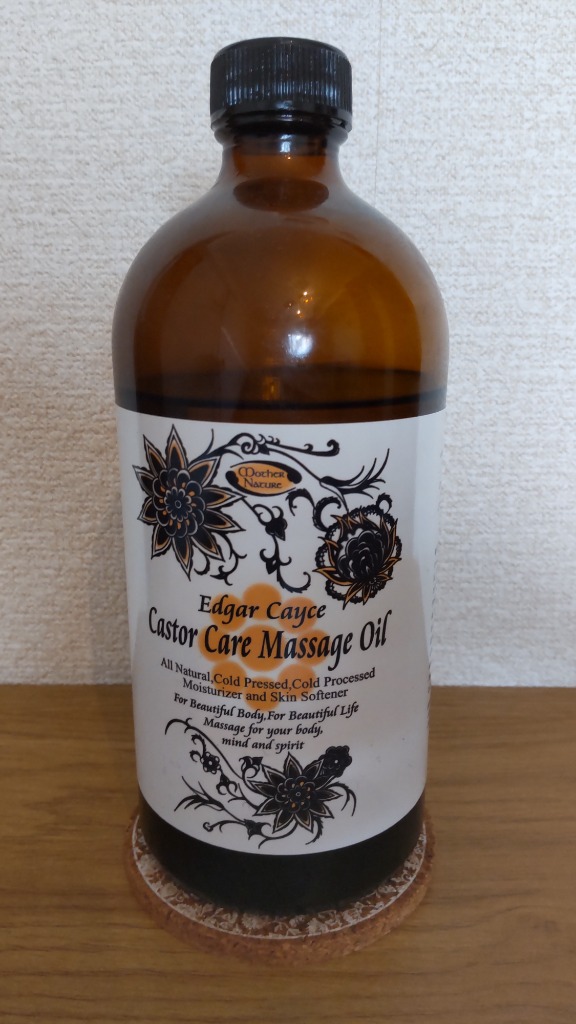 Mother
Nature
Edgar Cayce
Castor Care Massage Oil
All Natural,Cold Pressed,Cold Processed
Moisturizer and Skin Softener
For Beautiful Body,For Beautiful Life
Massage for your body,
mind and spirit